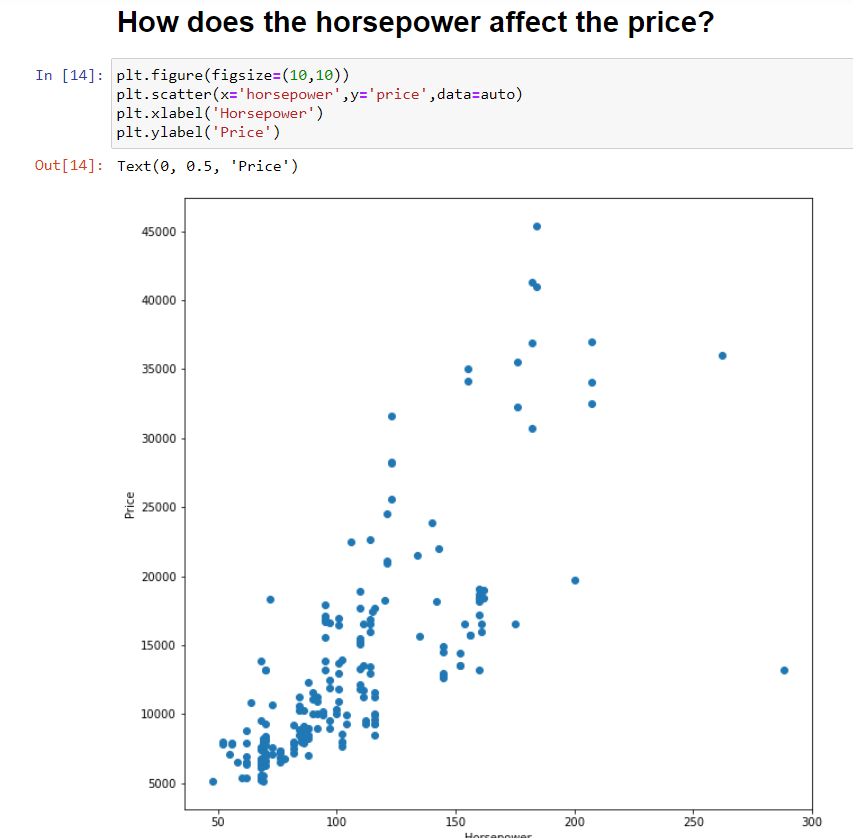 How does the horsepower affect the price?
In [14]: plt.figure(figsize=(10,10))
plt.scatter(x='horsepower',y='price',data=auto)
plt.xlabel('Horsepower')
plt.ylabel('Price')
Out[14]: Text(0, 0.5, 'Price')
45000
40000
35000
30000
25000
20000
15000
10000
5000
Price
50 100 150 200 250 300
Horsepower